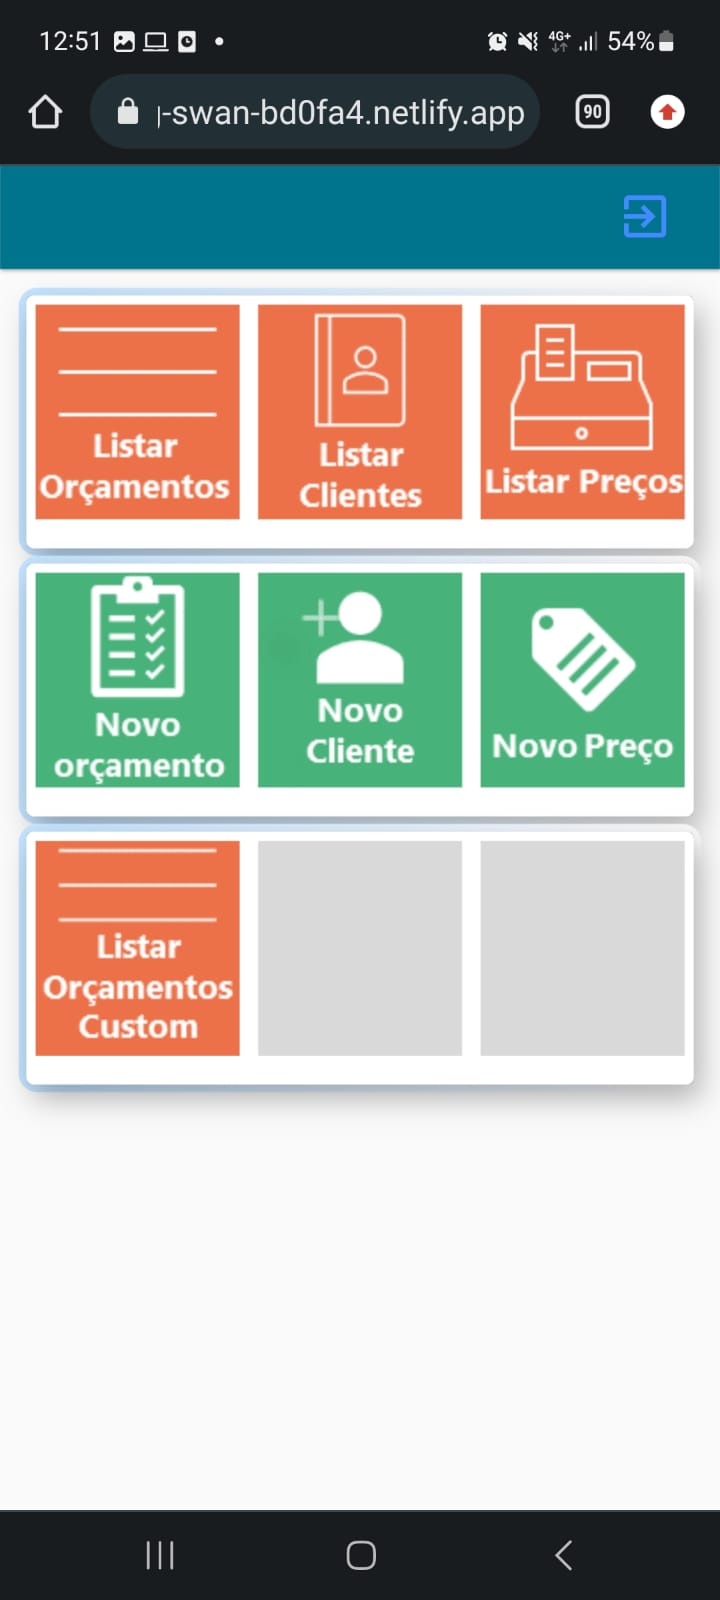 12:51
4G+
54%
-swan-bd0fa4.netlify.app
90
Listar
Orçamentos
Listar
Clientes
Listar Preços
Novo
orçamento
Novo
Cliente
Novo Preço
Listar
Orçamentos
Custom